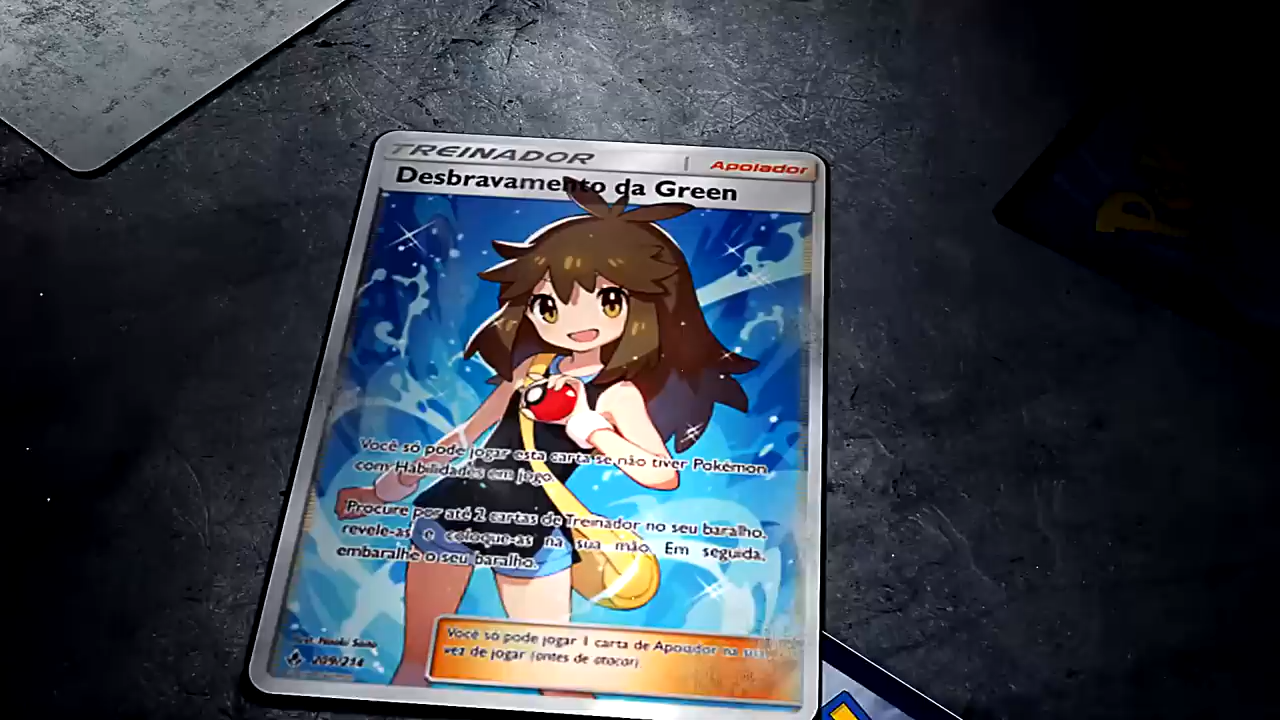 TREINADOR
Apoiador
Desbravamento da Green
Você só pode jogar esta carta se não tiver Pokémon
com Habilidades em jogo.
Procure por até 2 cartas de Treinador no seu baralho,
revele-as e coloque-as na sua mão. Em seguida,
embaralhe o seu baralho.
Você só pode jogar 1 carta de Apoiador na sua
vez de jogar (antes de atacar).
209/214